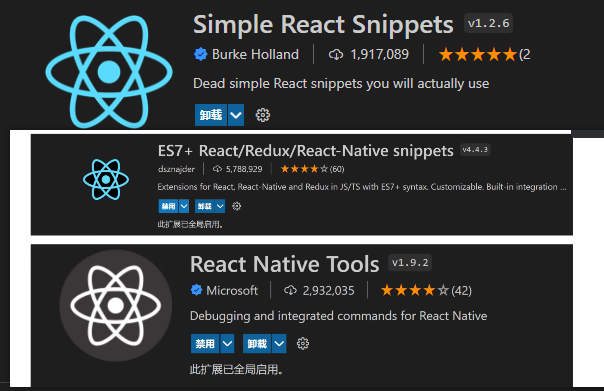 Simple React Snippets v1.2.6
Burke Holland 1,917,089 ★★★★★(2
Dead simple React snippets you will actually use
卸载
ES7+ React/Redux/React-Native snippets v4.4.3
dsznajder 5,788,929 ★★★★☆(60)
Extensions for React, React-Native and Redux in JS/TS with ES7+ syntax. Customizable. Built-in integration ...
禁用 卸载
此扩展已全局启用。
React Native Tools v1.9.2
Microsoft 2,932,035 ★★★★☆(42)
Debugging and integrated commands for React Native
禁用 卸载
此扩展已全局启用。